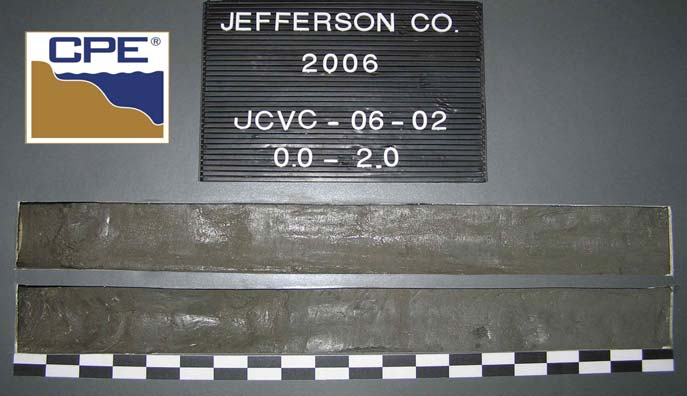 CPE®
JEFFERSON CO.
2006
JCVC - 06 - 02
0.0 - 2.0